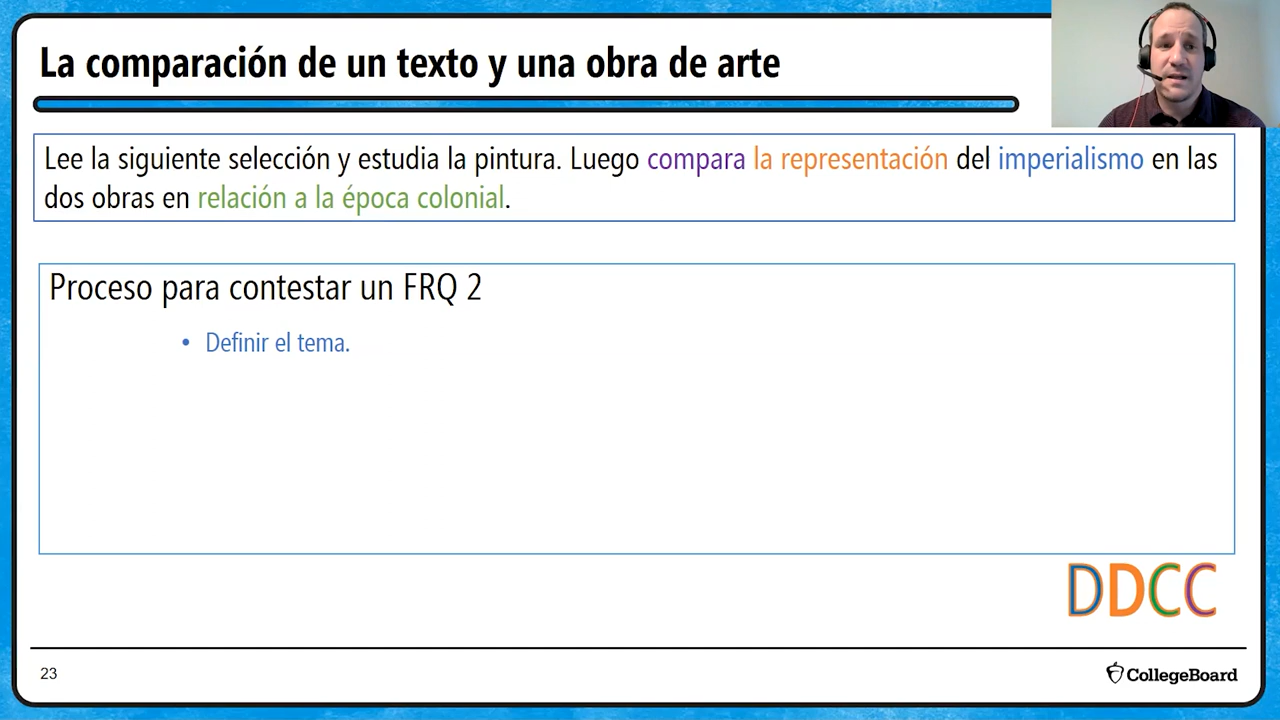 La comparación de un texto y una obra de arte
Lee la siguiente selección y estudia la pintura. Luego compara la representación del imperialismo en las
dos obras en relación a la época colonial.
Proceso para contestar un FRQ 2
• Definir el tema.
DDCC
23
CollegeBoard